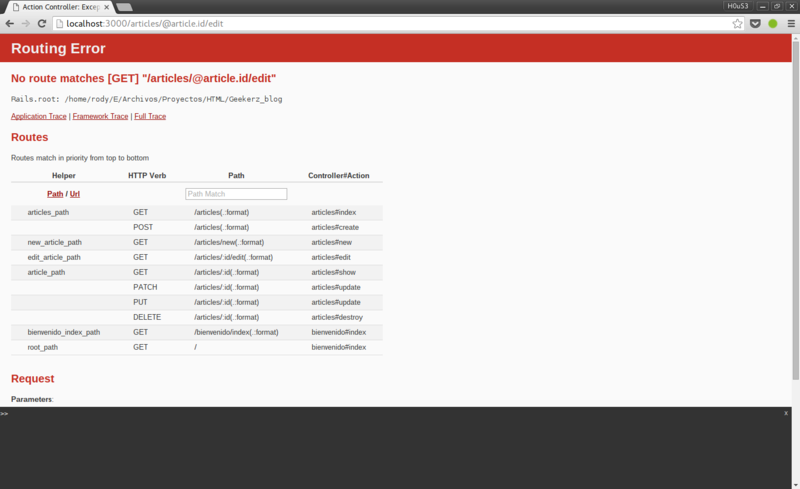 Action Controller: Excep
H0uS3
localhost:3000/articles/@article.id/edit
Routing Error
No route matches [GET] "/articles/@article.id/edit"
Rails.root: /home/rody/E/Archivos/Proyectos/HTML/Geekerz_blog
Application Trace | Framework Trace | Full Trace
Routes
Routes match in priority from top to bottom
Helper HTTP Verb Path Controller#Action
Path / Url Path Match
articles_path GET /articles(.:format) articles#index
POST /articles(.:format) articles#create
new_article_path GET /articles/new(.:format) articles#new
edit_article_path GET /articles/:id/edit(.:format) articles#edit
article_path GET /articles/:id(.:format) articles#show
PATCH /articles/:id(.:format) articles#update
PUT /articles/:id(.:format) articles#update
DELETE /articles/:id(.:format) articles#destroy
bienvenido_index_path GET /bienvenido/index(.:format) bienvenido#index
root_path GET / bienvenido#index
Request
Parameters:
>> x